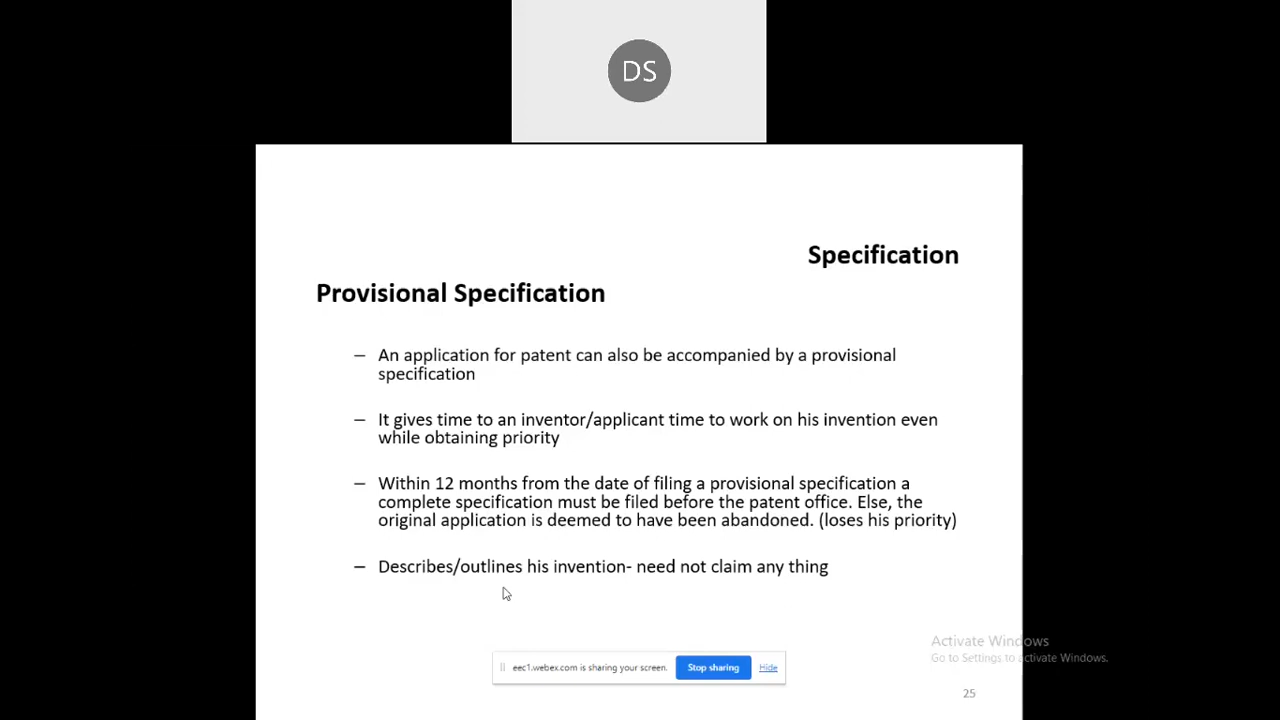 DS
Specification
Provisional Specification
– An application for patent can also be accompanied by a provisional
specification
– It gives time to an inventor/applicant time to work on his invention even
while obtaining priority
– Within 12 months from the date of filing a provisional specification a
complete specification must be filed before the patent office. Else, the
original application is deemed to have been abandoned. (loses his priority)
– Describes/outlines his invention- need not claim any thing
Activate Windows
Go to Settings to activate Windows.
eec1.webex.com is sharing your screen. Stop sharing Hide
25